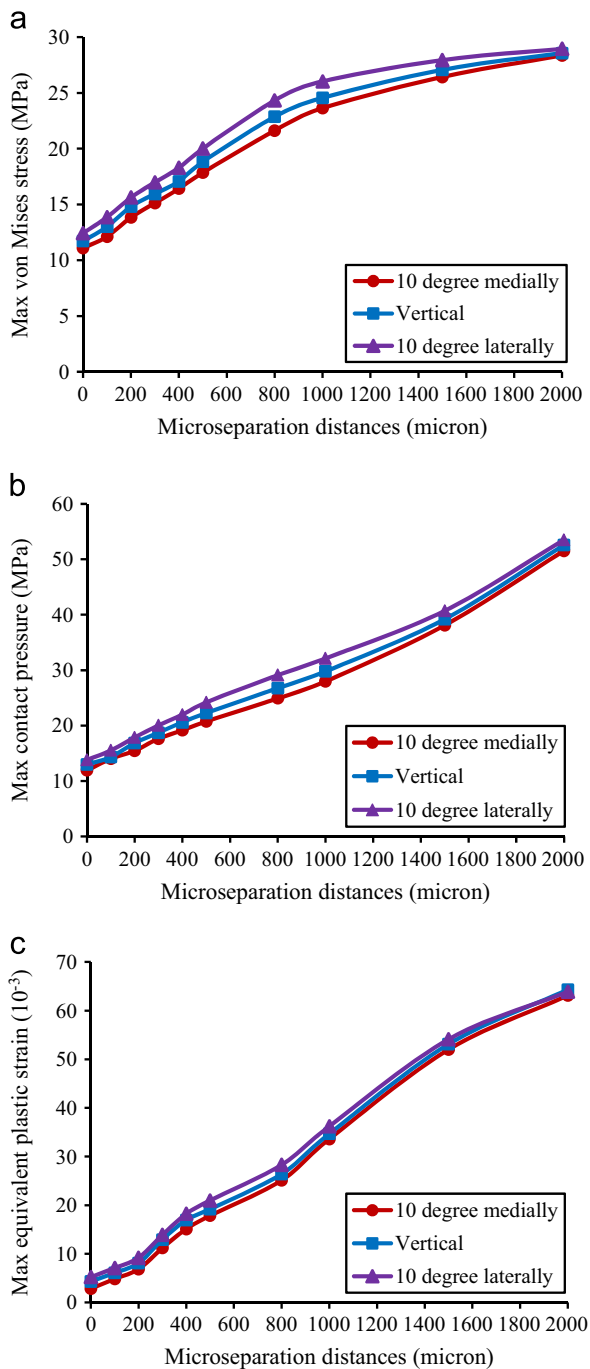 a
30
25
20
15
10
5
0
Max von Mises stress (MPa)
10 degree medially
Vertical
10 degree laterally
0 200 400 600 800 1000 1200 1400 1600 1800 2000
Microseparation distances (micron)
b
60
50
40
30
20
10
0
Max contact pressure (MPa)
10 degree medially
Vertical
10 degree laterally
0 200 400 600 800 1000 1200 1400 1600 1800 2000
Microseparation distances (micron)
c
70
60
50
40
30
20
10
0
Max equivalent plastic strain (10⁻³)
10 degree medially
Vertical
10 degree laterally
0 200 400 600 800 1000 1200 1400 1600 1800 2000
Microseparation distances (micron)